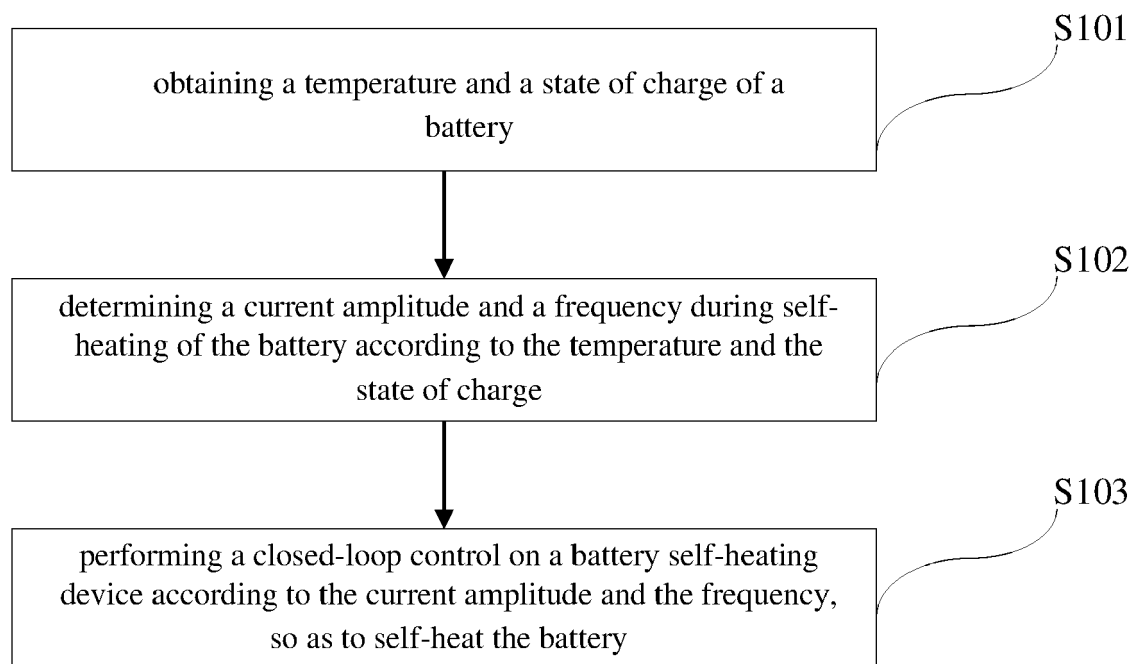 S101
obtaining a temperature and a state of charge of a
battery
S102
determining a current amplitude and a frequency during self-
heating of the battery according to the temperature and the
state of charge
S103
performing a closed-loop control on a battery self-heating
device according to the current amplitude and the frequency,
so as to self-heat the battery